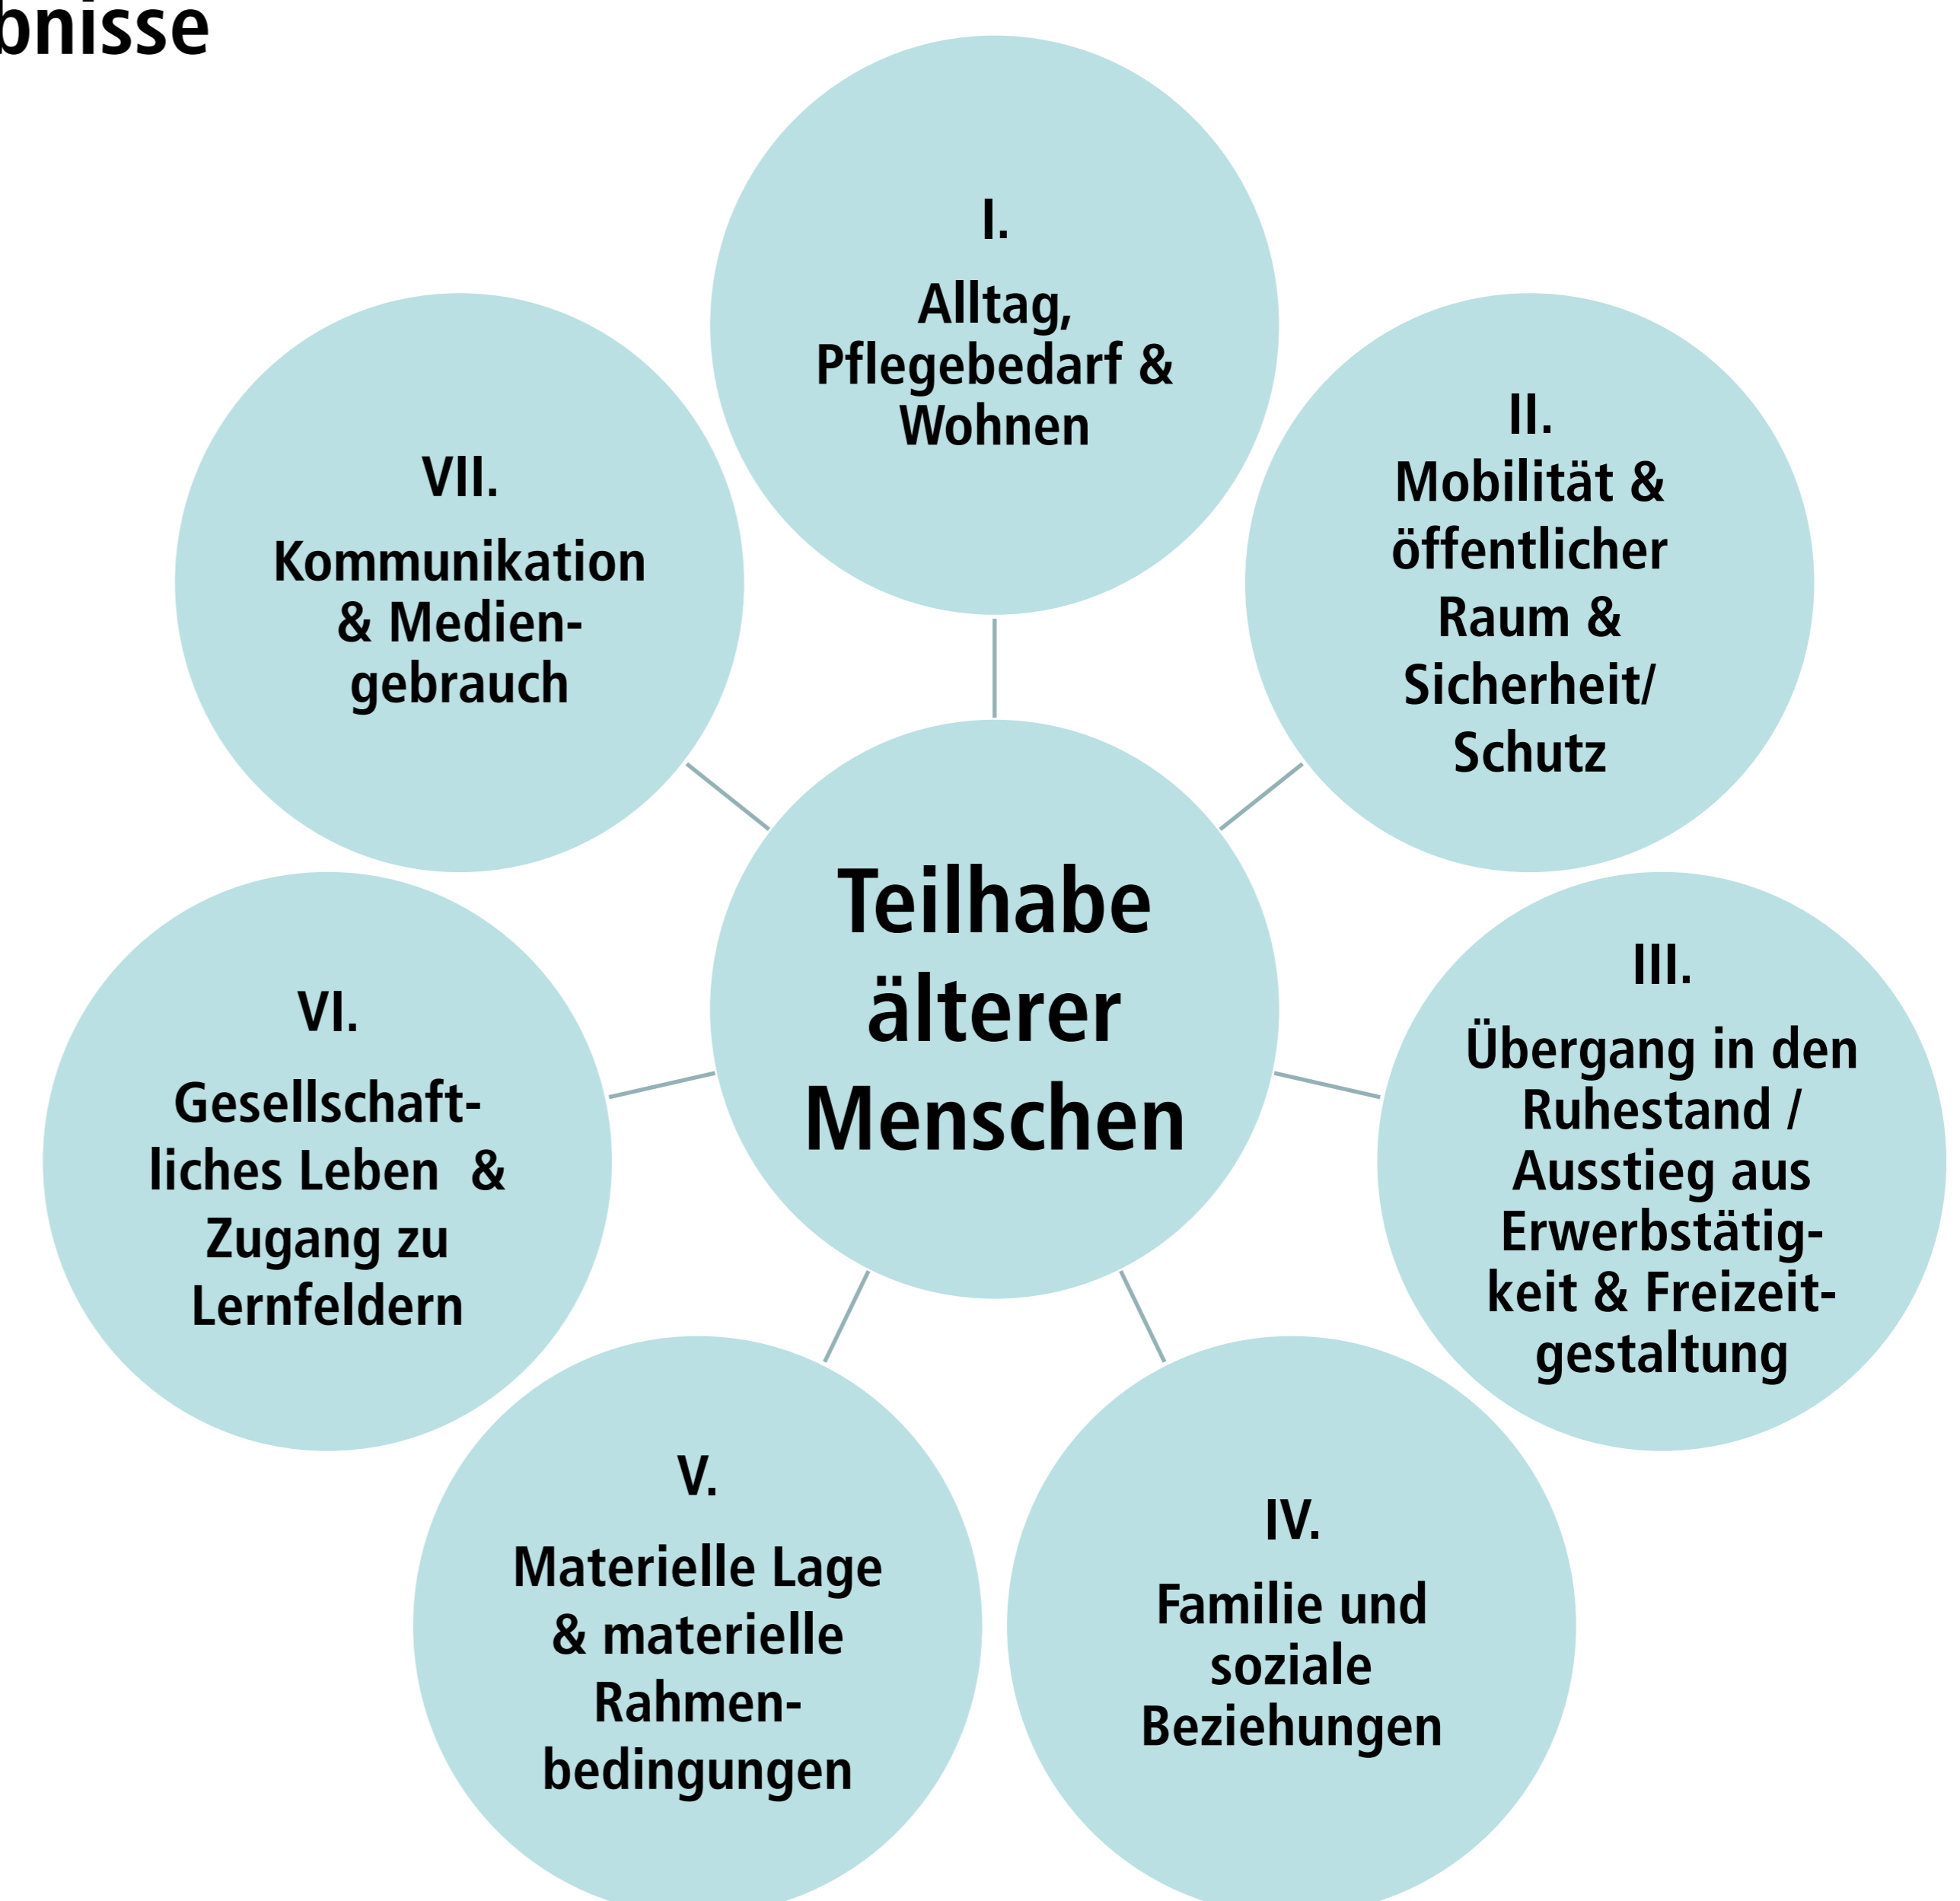 bnisse
I.
Alltag,
Pflegebedarf &
Wohnen
II.
Mobilität &
öffentlicher
Raum &
Sicherheit/
Schutz
III.
Übergang in den
Ruhestand /
Ausstieg aus
Erwerbstätig-
keit & Freizeit-
gestaltung
IV.
Familie und
soziale
Beziehungen
V.
Materielle Lage
& materielle
Rahmen-
bedingungen
VI.
Gesellschaft-
liches Leben  &
Zugang zu
Lernfeldern
VII.
Kommunikation
& Medien-
gebrauch
Teilhabe
älterer
Menschen